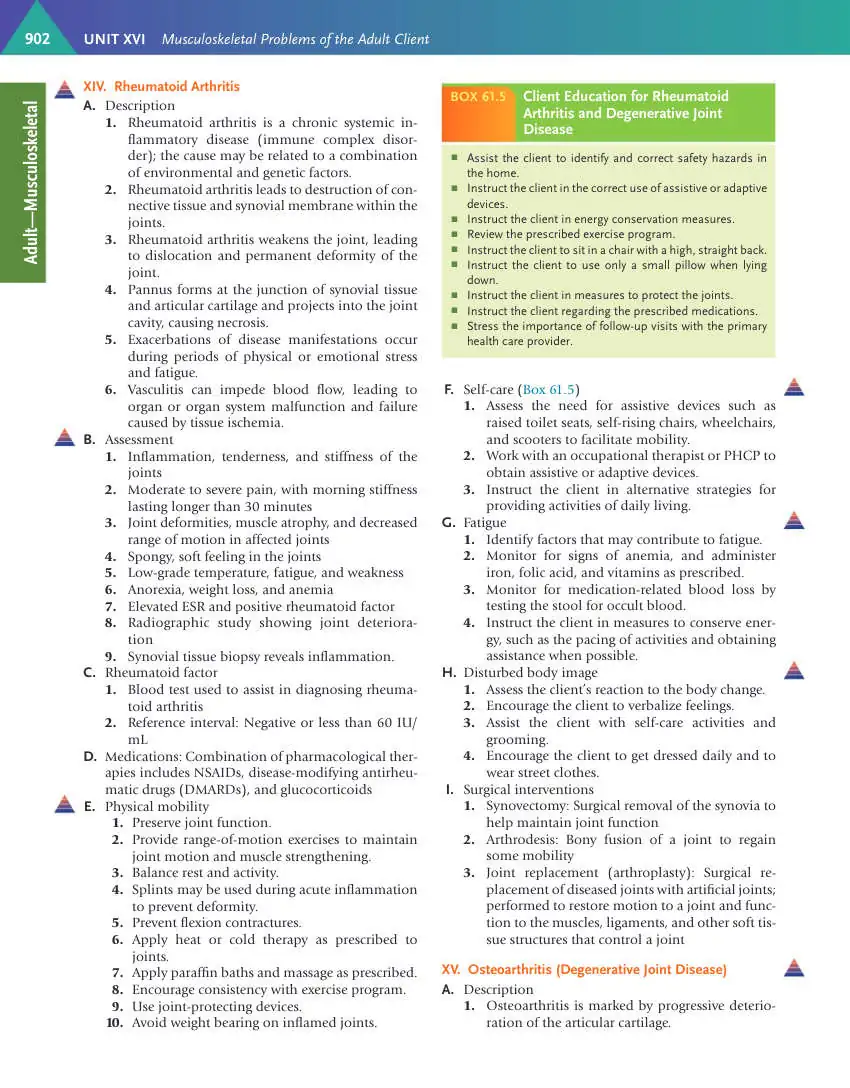 902
UNIT XVI Musculoskeletal Problems of the Adult Client
Adult—Musculoskeletal
XIV. Rheumatoid Arthritis
A. Description
1. Rheumatoid arthritis is a chronic systemic in-
flammatory disease (immune complex disor-
der); the cause may be related to a combination
of environmental and genetic factors.
2. Rheumatoid arthritis leads to destruction of con-
nective tissue and synovial membrane within the
joints.
3. Rheumatoid arthritis weakens the joint, leading
to dislocation and permanent deformity of the
joint.
4. Pannus forms at the junction of synovial tissue
and articular cartilage and projects into the joint
cavity, causing necrosis.
5. Exacerbations of disease manifestations occur
during periods of physical or emotional stress
and fatigue.
6. Vasculitis can impede blood flow, leading to
organ or organ system malfunction and failure
caused by tissue ischemia.
B. Assessment
1. Inflammation, tenderness, and stiffness of the
joints
2. Moderate to severe pain, with morning stiffness
lasting longer than 30 minutes
3. Joint deformities, muscle atrophy, and decreased
range of motion in affected joints
4. Spongy, soft feeling in the joints
5. Low-grade temperature, fatigue, and weakness
6. Anorexia, weight loss, and anemia
7. Elevated ESR and positive rheumatoid factor
8. Radiographic study showing joint deteriora-
tion
9. Synovial tissue biopsy reveals inflammation.
C. Rheumatoid factor
1. Blood test used to assist in diagnosing rheuma-
toid arthritis
2. Reference interval: Negative or less than 60 IU/
mL
D. Medications: Combination of pharmacological ther-
apies includes NSAIDs, disease-modifying antirheu-
matic drugs (DMARDs), and glucocorticoids
E. Physical mobility
1. Preserve joint function.
2. Provide range-of-motion exercises to maintain
joint motion and muscle strengthening.
3. Balance rest and activity.
4. Splints may be used during acute inflammation
to prevent deformity.
5. Prevent flexion contractures.
6. Apply heat or cold therapy as prescribed to
joints.
7. Apply paraffin baths and massage as prescribed.
8. Encourage consistency with exercise program.
9. Use joint-protecting devices.
10. Avoid weight bearing on inflamed joints.
BOX 61.5 Client Education for Rheumatoid
Arthritis and Degenerative Joint
Disease
■ Assist the client to identify and correct safety hazards in
the home.
■ Instruct the client in the correct use of assistive or adaptive
devices.
■ Instruct the client in energy conservation measures.
■ Review the prescribed exercise program.
■ Instruct the client to sit in a chair with a high, straight back.
■ Instruct the client to use only a small pillow when lying
down.
■ Instruct the client in measures to protect the joints.
■ Instruct the client regarding the prescribed medications.
■ Stress the importance of follow-up visits with the primary
health care provider.
F. Self-care (Box 61.5)
1. Assess the need for assistive devices such as
raised toilet seats, self-rising chairs, wheelchairs,
and scooters to facilitate mobility.
2. Work with an occupational therapist or PHCP to
obtain assistive or adaptive devices.
3. Instruct the client in alternative strategies for
providing activities of daily living.
G. Fatigue
1. Identify factors that may contribute to fatigue.
2. Monitor for signs of anemia, and administer
iron, folic acid, and vitamins as prescribed.
3. Monitor for medication-related blood loss by
testing the stool for occult blood.
4. Instruct the client in measures to conserve ener-
gy, such as the pacing of activities and obtaining
assistance when possible.
H. Disturbed body image
1. Assess the client's reaction to the body change.
2. Encourage the client to verbalize feelings.
3. Assist the client with self-care activities and
grooming.
4. Encourage the client to get dressed daily and to
wear street clothes.
I. Surgical interventions
1. Synovectomy: Surgical removal of the synovia to
help maintain joint function
2. Arthrodesis: Bony fusion of a joint to regain
some mobility
3. Joint replacement (arthroplasty): Surgical re-
placement of diseased joints with artificial joints;
performed to restore motion to a joint and func-
tion to the muscles, ligaments, and other soft tis-
sue structures that control a joint
XV. Osteoarthritis (Degenerative Joint Disease)
A. Description
1. Osteoarthritis is marked by progressive deterio-
ration of the articular cartilage.